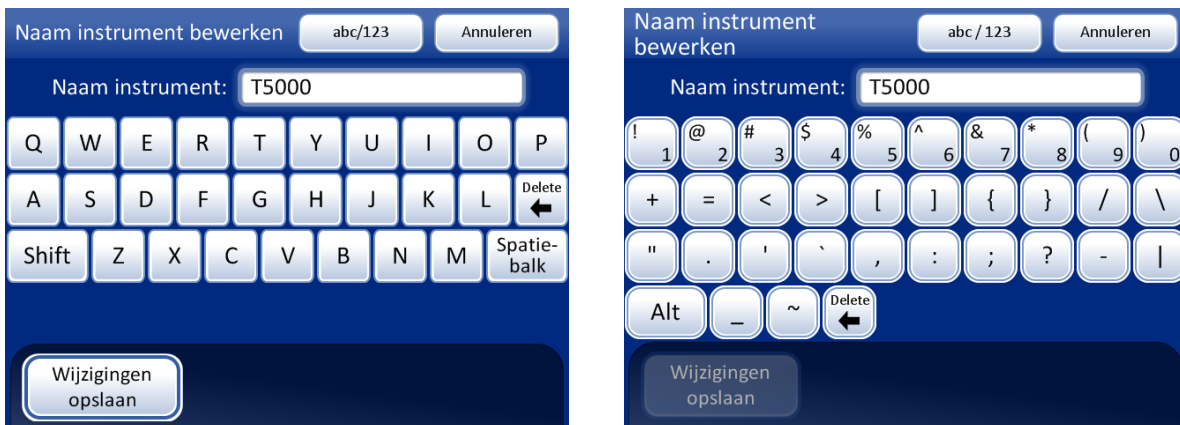 Naam instrument bewerken abc/123 Annuleren
Naam instrument: T5000
Q W E R T Y U I O P
A S D F G H J K L Delete
Shift Z X C V B N M Spatie-
balk
Wijzigingen
opslaan
Naam instrument
bewerken abc / 123 Annuleren
Naam instrument: T5000
! 1 @ 2 # 3 $ 4 % 5 ^ 6 & 7 * 8 ( 9 ) 0
+ = < > [ ] { } / \
" . ' ` , : ; ? - |
Alt _ ~ Delete
Wijzigingen
opslaan